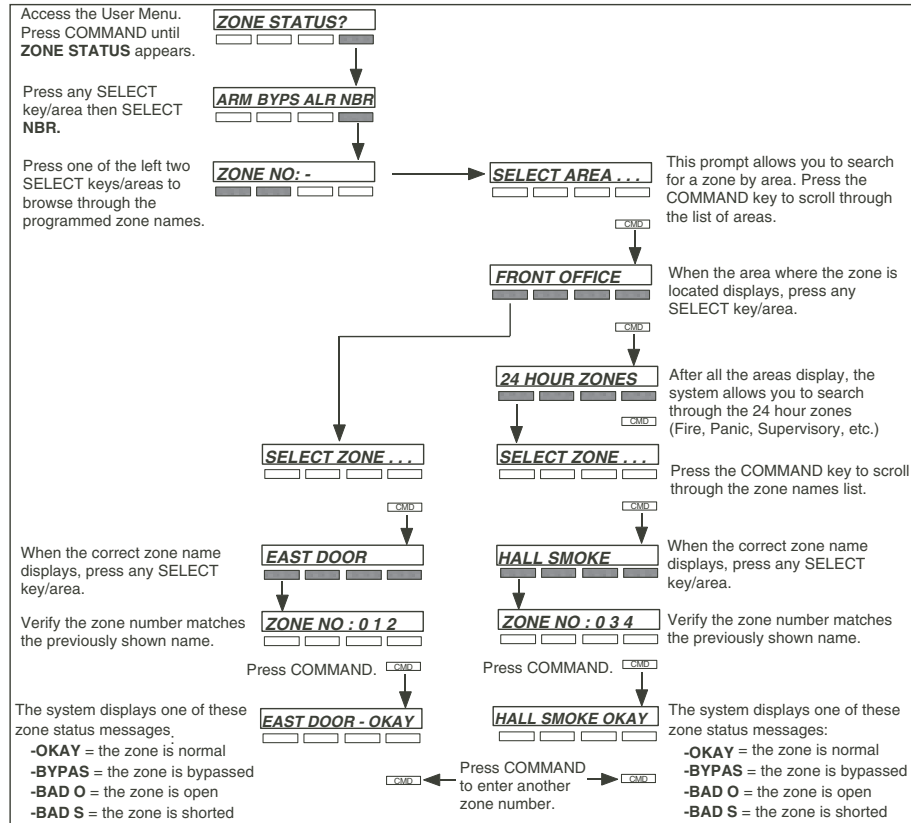 Access the User Menu.
Press COMMAND until
ZONE STATUS appears.
ZONE STATUS?
Press any SELECT
key/area then SELECT
NBR.
ARM BYPS ALR NBR
Press one of the left two
SELECT keys/areas to
browse through the
programmed zone names.
ZONE NO: -
SELECT AREA . . .
This prompt allows you to search
for a zone by area. Press the
COMMAND key to scroll through
the list of areas.
CMD
FRONT OFFICE
When the area where the zone is
located displays, press any
SELECT key/area.
CMD
24 HOUR ZONES
After all the areas display, the
system allows you to search
through the 24 hour zones
(Fire, Panic, Supervisory, etc.)
CMD
SELECT ZONE . . .
SELECT ZONE . . .
Press the COMMAND key to scroll
through the zone names list.
CMD
CMD
When the correct zone name
displays, press any SELECT
key/area.
EAST DOOR
HALL SMOKE
When the correct zone name
displays, press any SELECT
key/area.
Verify the zone number matches
the previously shown name.
ZONE NO : 0 1 2
ZONE NO : 0 3 4
Verify the zone number matches
the previously shown name.
Press COMMAND.
CMD
Press COMMAND.
CMD
The system displays one of these
zone status messages
-OKAY = the zone is normal
-BYPAS = the zone is bypassed
-BAD O = the zone is open
-BAD S = the zone is shorted
EAST DOOR - OKAY
HALL SMOKE OKAY
The system displays one of these
zone status messages:
-OKAY = the zone is normal
-BYPAS = the zone is bypassed
-BAD O = the zone is open
-BAD S = the zone is shorted
CMD
Press COMMAND
to enter another
zone number.
CMD